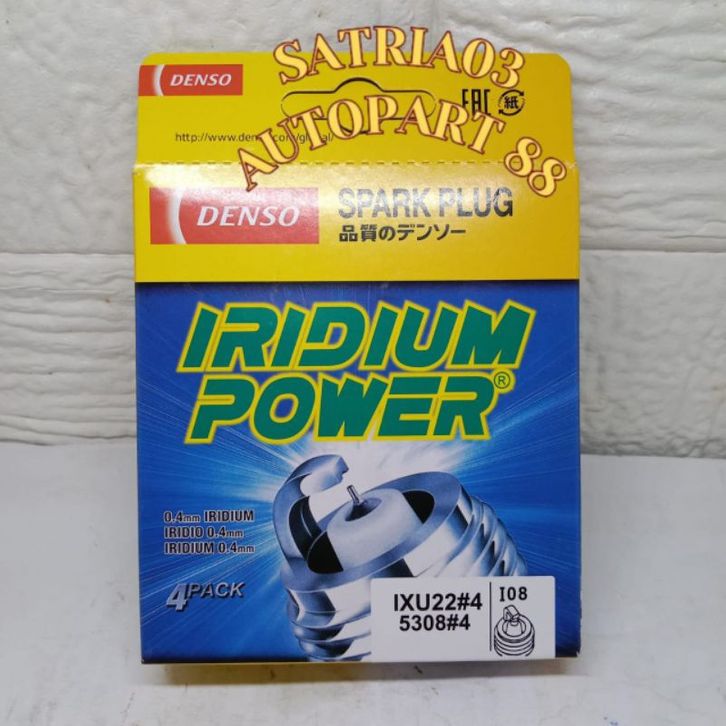 SATRIA03
AUTOPART 88
DENSO
EAC 紙
http://www.denso.com/global/
DENSO
SPARK PLUG
品質のデンソー
IRIDIUM
POWER®
0.4mm IRIDIUM
IRIDIO 0.4mm
IRIDIUM 0.4mm
4PACK
IXU22#4
5308#4
I08